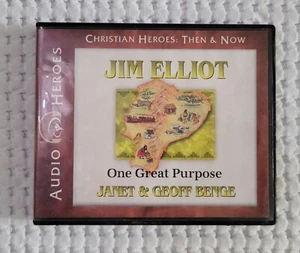 CHRISTIAN HEROES: THEN & NOW
AUDIO HEROES
JIM ELLIOT
One Great Purpose
JANET & GEOFF BENGE